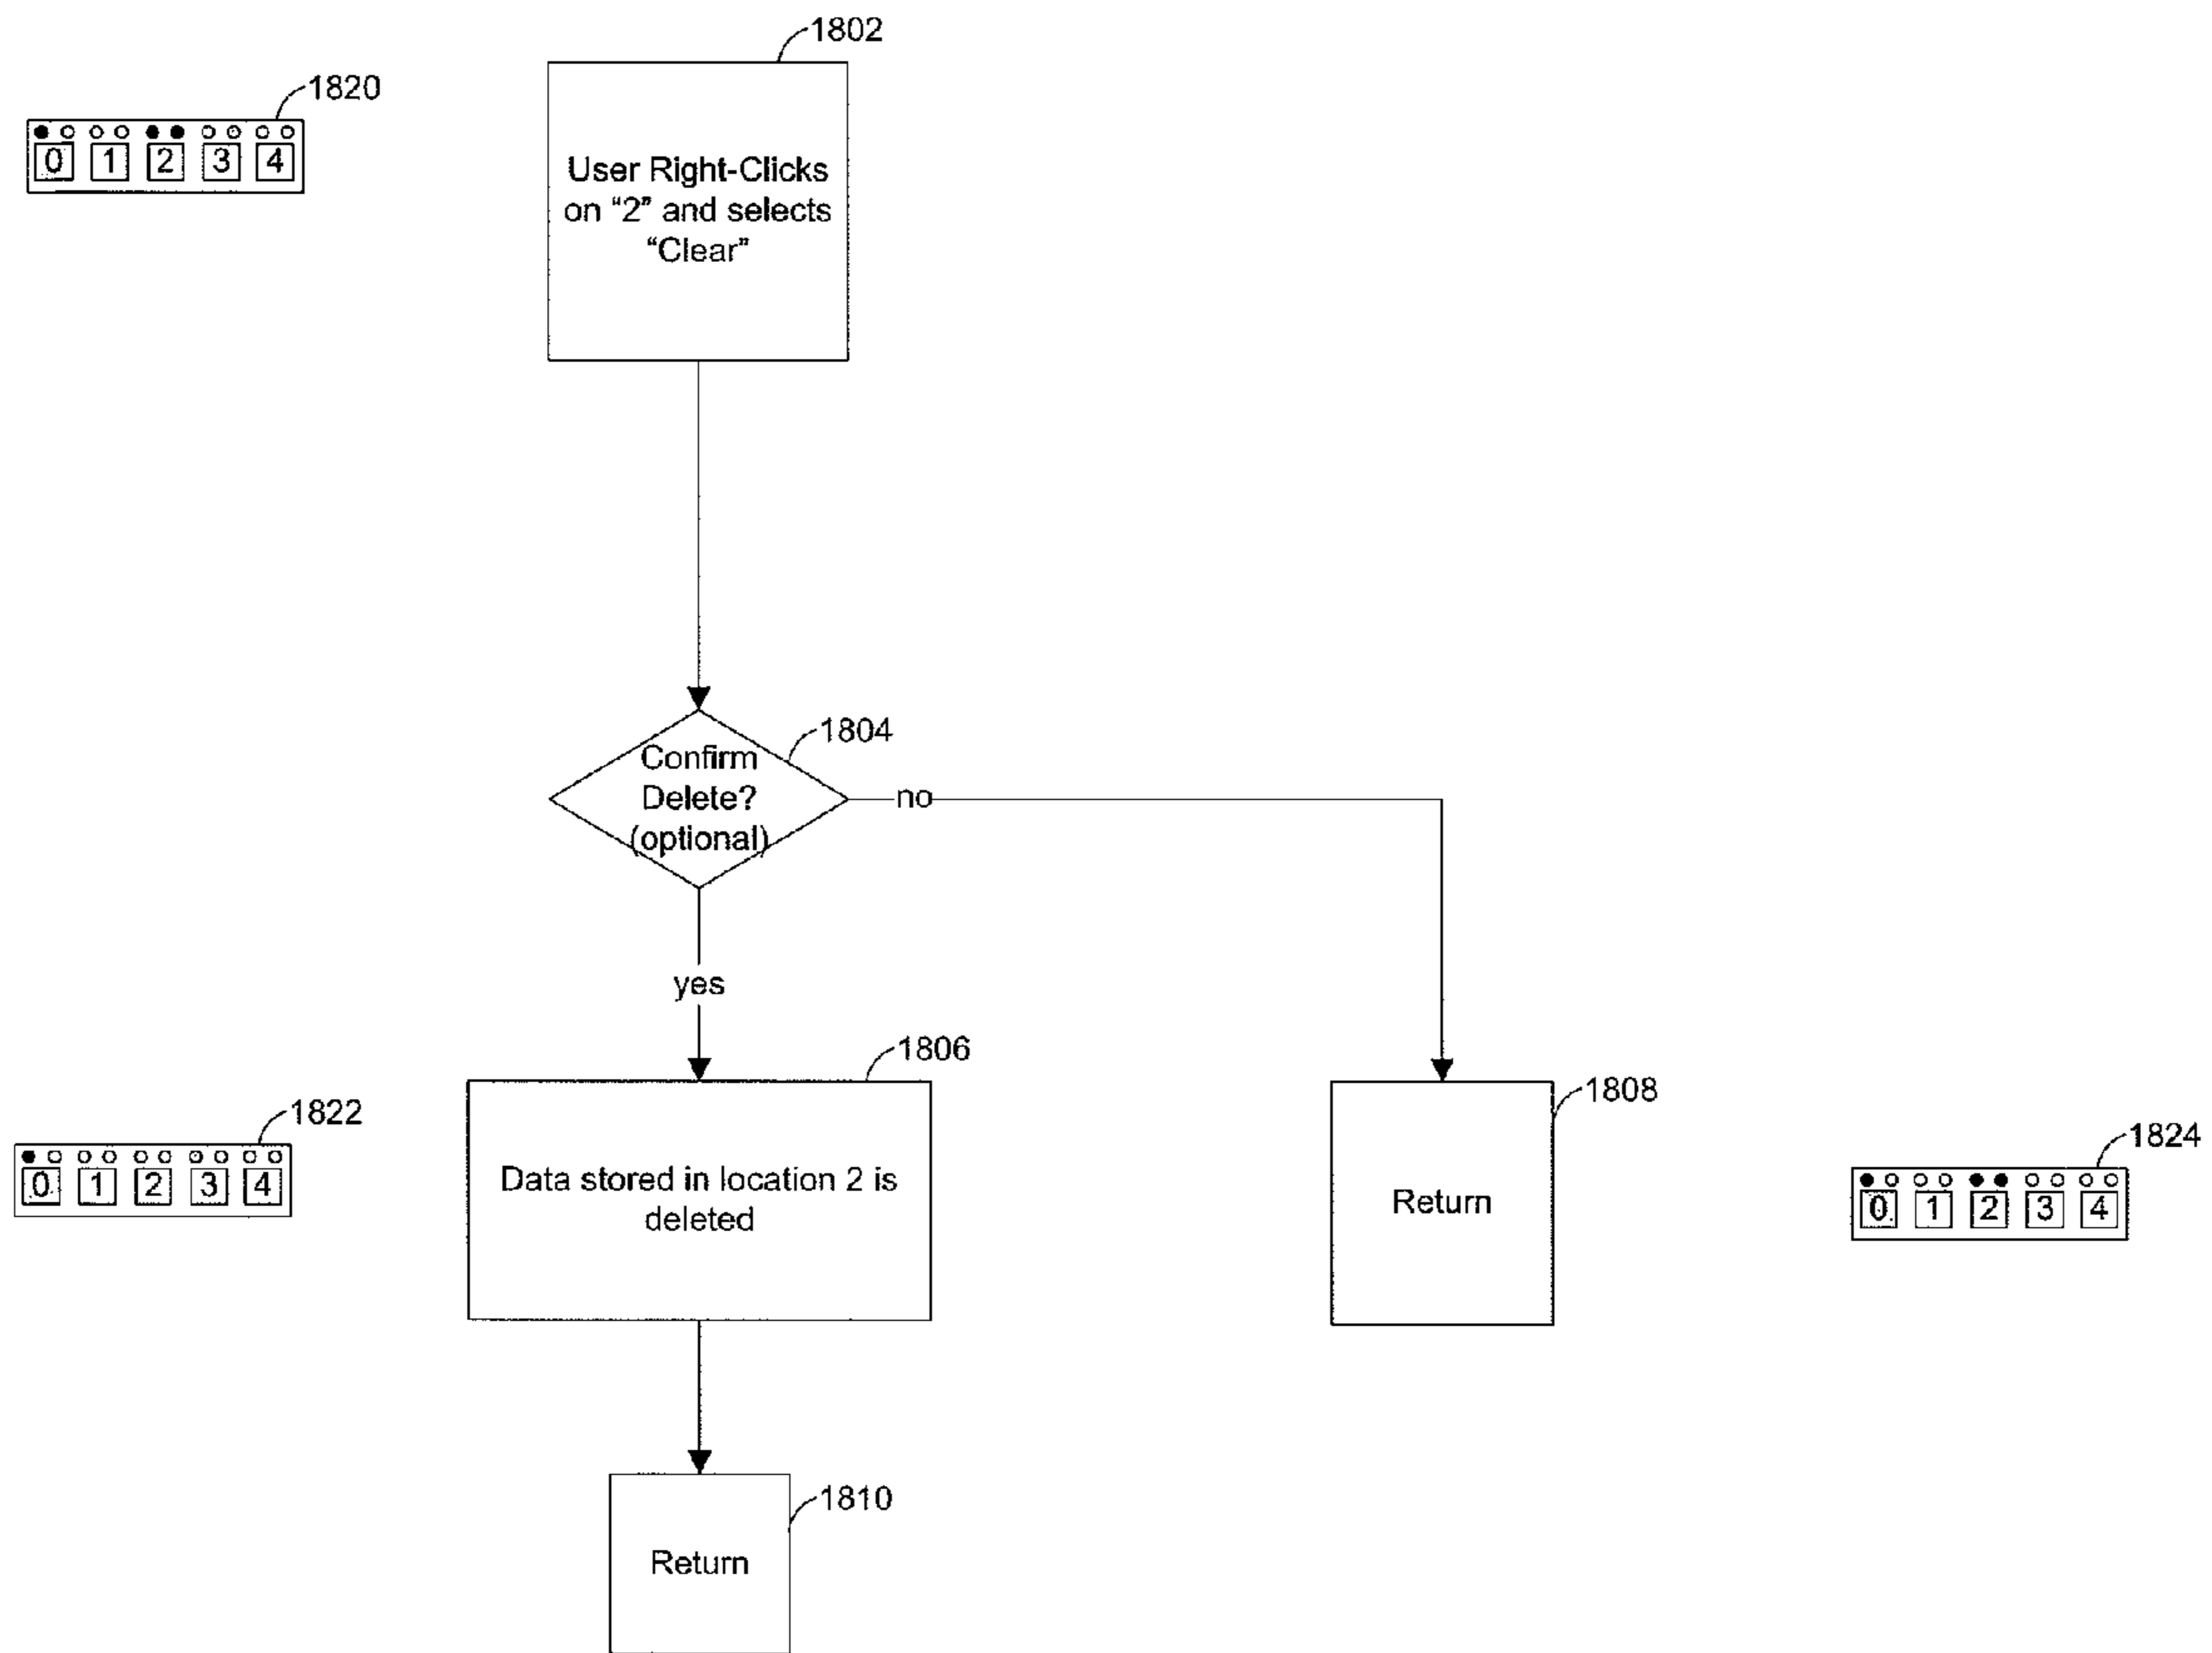 1802
1820
0 1 2 3 4
User Right-Clicks
on “2” and selects
“Clear”
1804
Confirm
Delete?
(optional)
no
yes
1806
1822
0 1 2 3 4
Data stored in location 2 is
deleted
1808
Return
1824
0 1 2 3 4
1810
Return